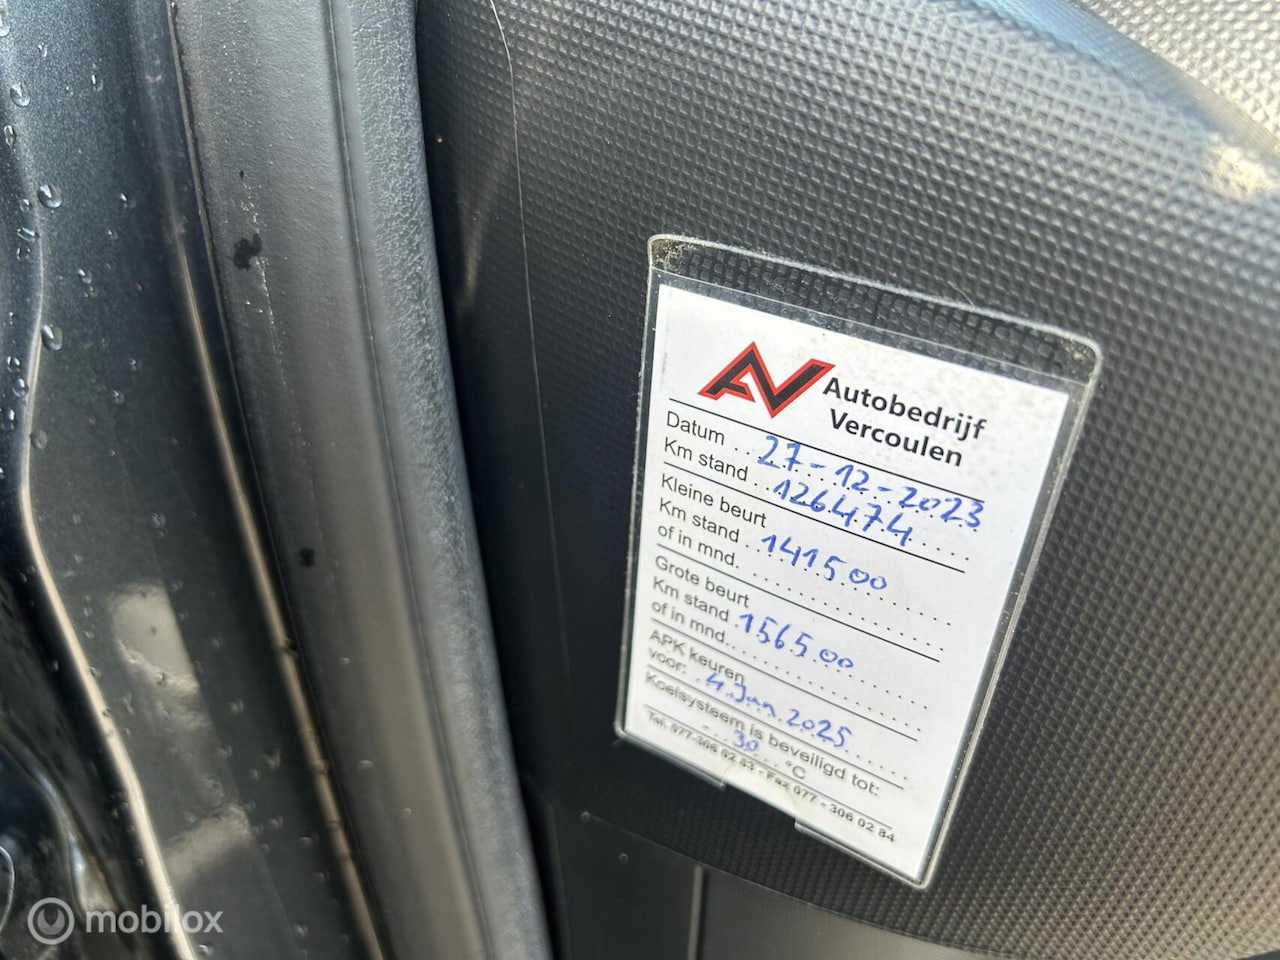 AV Autobedrijf
Vercoulen
Datum 27-12-2023
Km stand 126474
Kleine beurt
Km stand 141500
of in mnd.
Grote beurt
Km stand 156500
of in mnd.
APK keuren
voor: 4 Jan 2025
Koelsysteem is beveiligd tot:
- 30 °C
Tel. 077-306 02 83 - Fax 077 - 306 02 84
mobilox